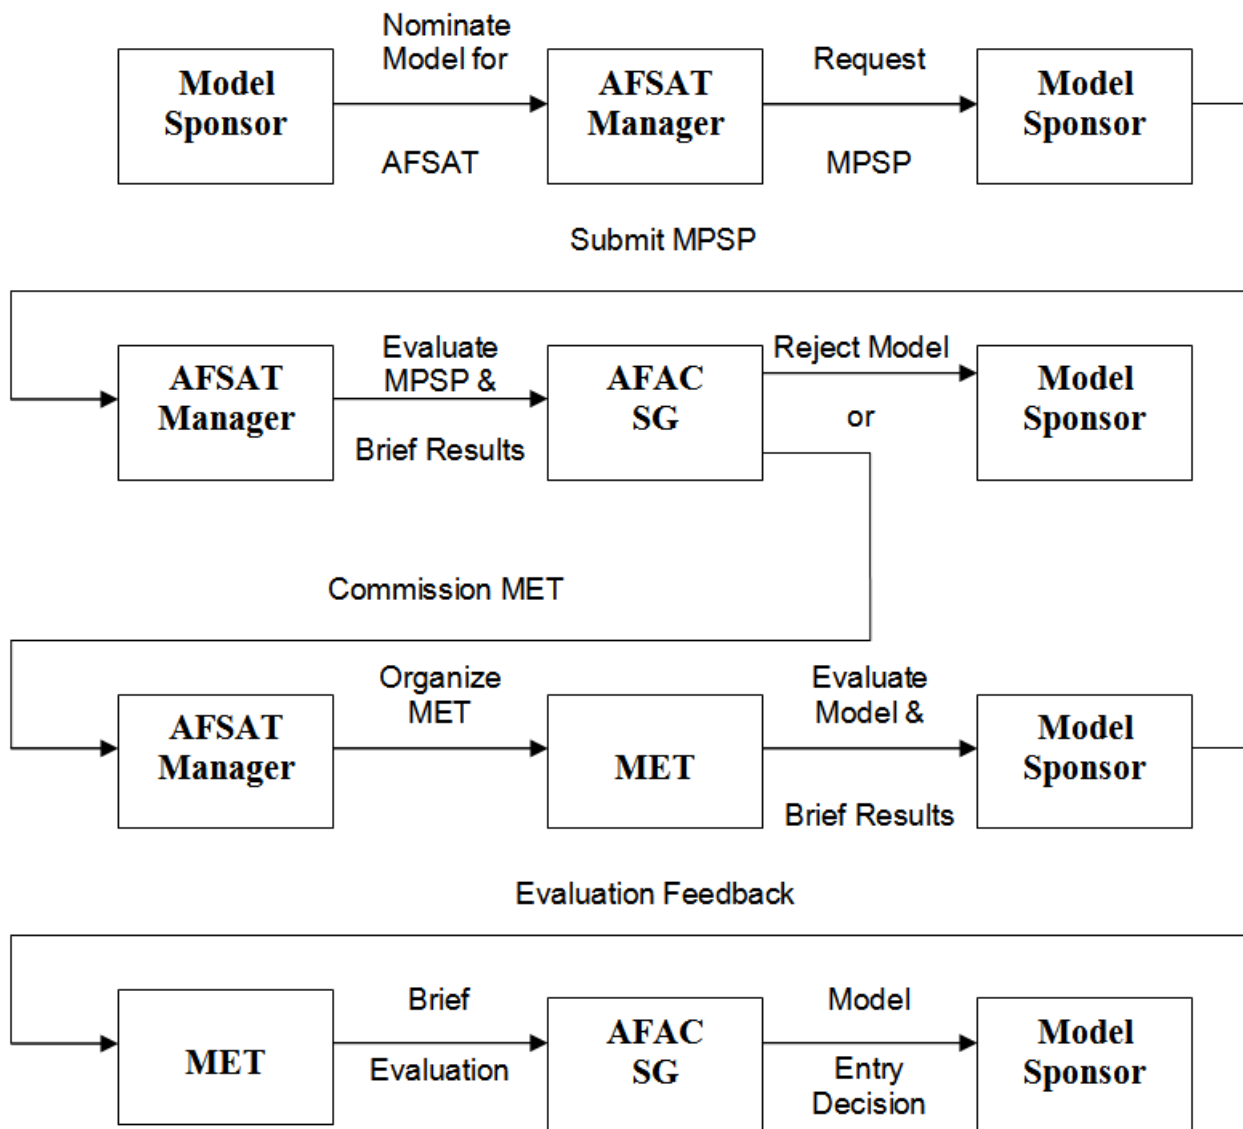 Nominate
Model for
Model
Sponsor
AFSAT
AFSAT
Manager
Request
MPSP
Model
Sponsor
Submit MPSP
AFSAT
Manager
Evaluate
MPSP &
Brief Results
AFAC
SG
Reject Model
or
Model
Sponsor
Commission MET
AFSAT
Manager
Organize
MET
MET
Evaluate
Model &
Brief Results
Model
Sponsor
Evaluation Feedback
MET
Brief
Evaluation
AFAC
SG
Model
Entry
Decision
Model
Sponsor